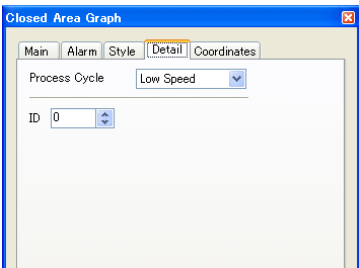 Closed Area Graph
Main Alarm Style Detail Coordinates
Process Cycle Low Speed
ID 0